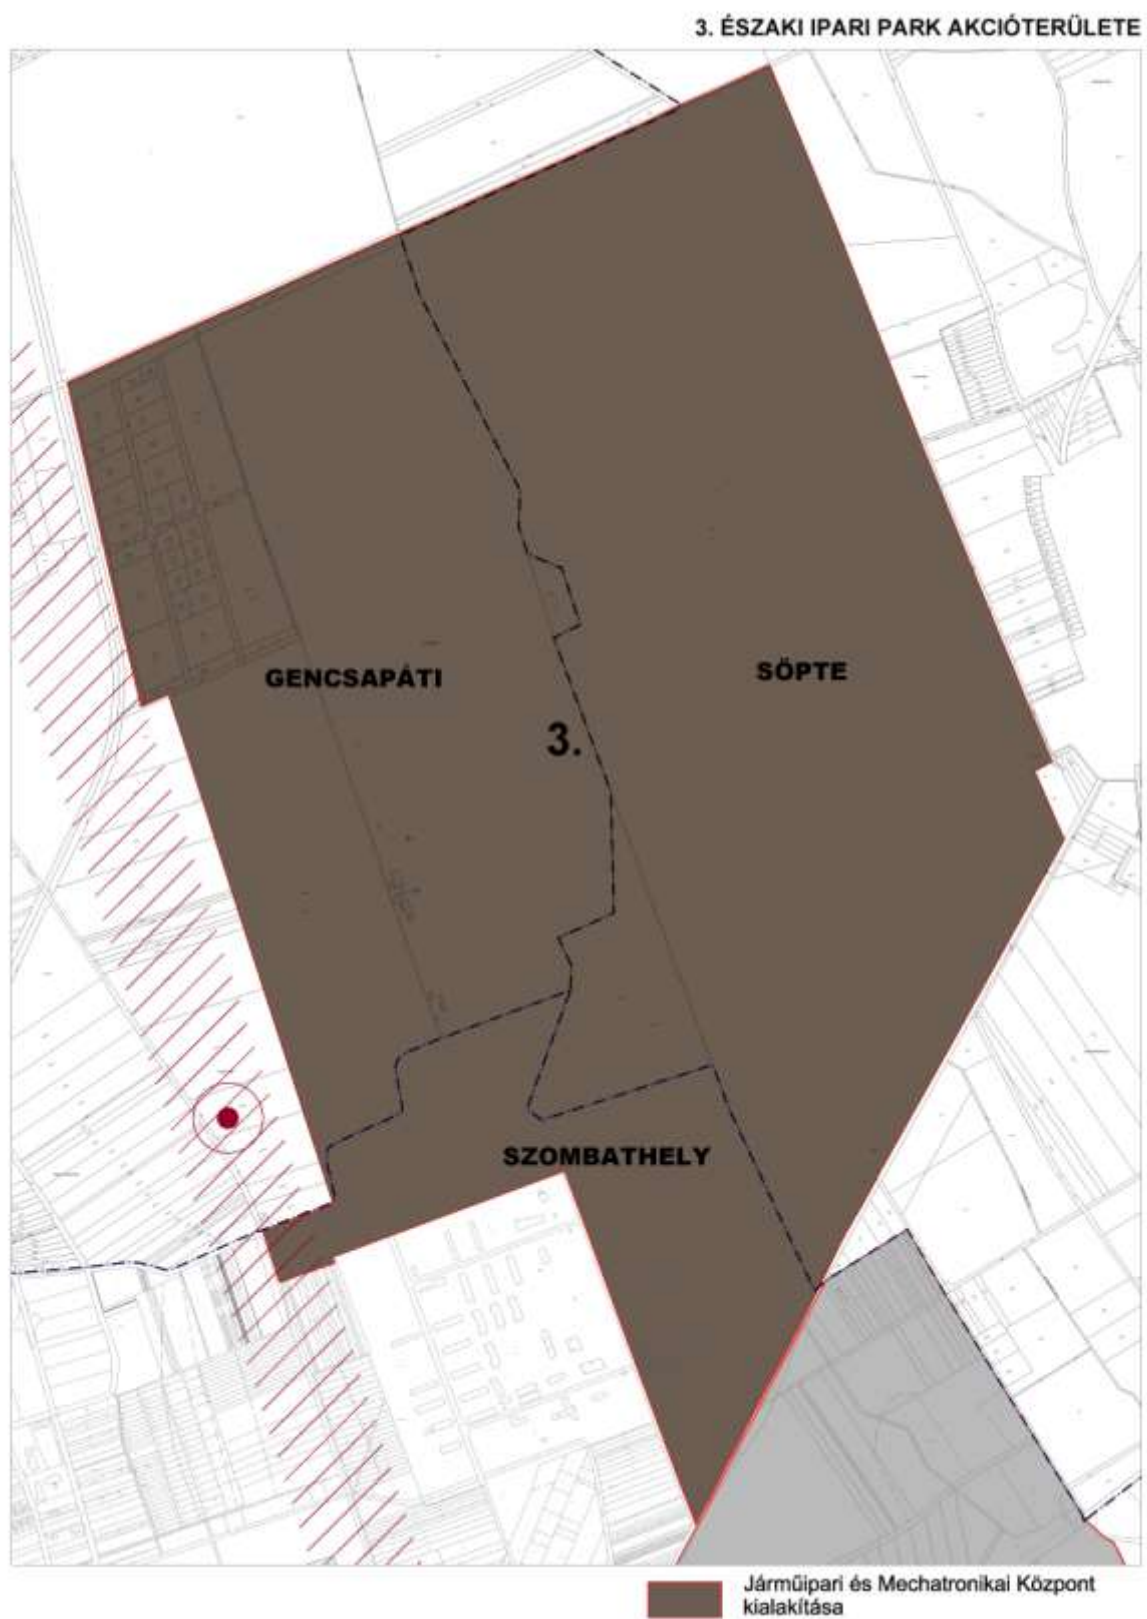 3. ÉSZAKI IPARI PARK AKCIÓTERÜLETE
GENCSAPÁTI
SÖPTE
3.
SZOMBATHELY
Járműipari és Mechatronikai Központ
kialakítása